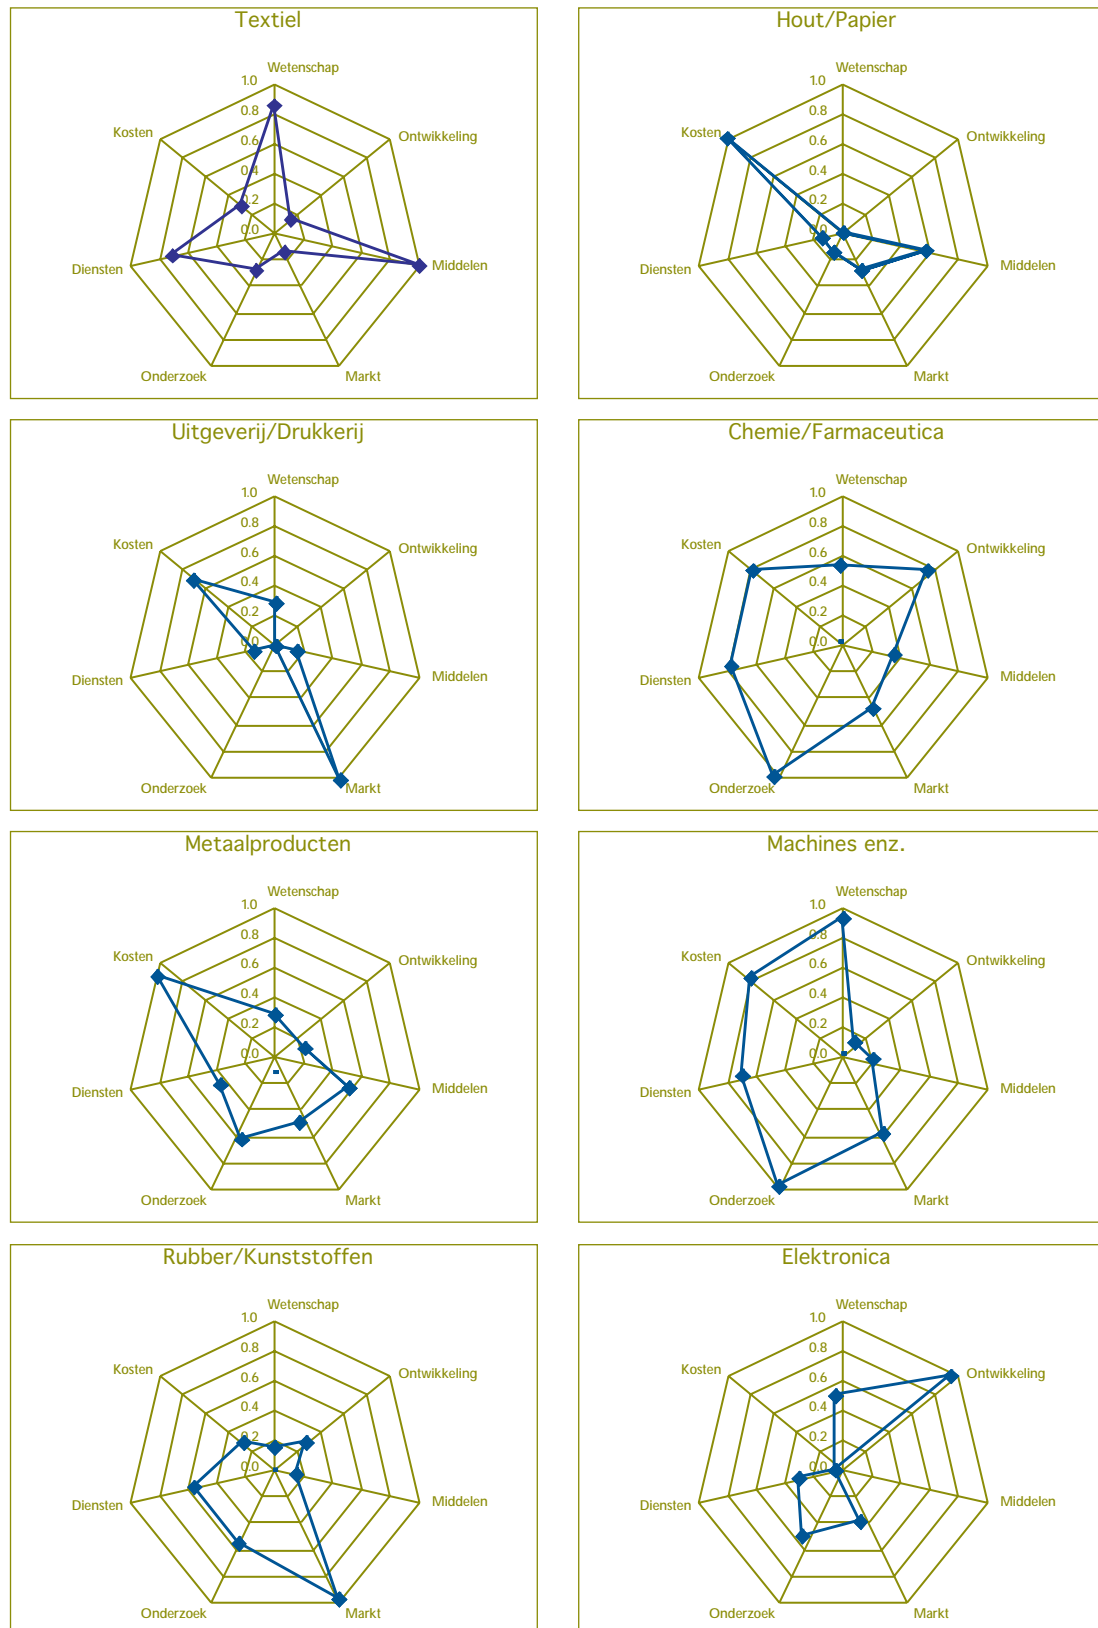 Textiel
Wetenschap
1.0
0.8
0.6
0.4
0.2
0.0
Ontwikkeling
Middelen
Markt
Onderzoek
Diensten
Kosten
Hout/Papier
Wetenschap
1.0
0.8
0.6
0.4
0.2
0.0
Ontwikkeling
Middelen
Markt
Onderzoek
Diensten
Kosten
Uitgeverij/Drukkerij
Wetenschap
1.0
0.8
0.6
0.4
0.2
0.0
Ontwikkeling
Middelen
Markt
Onderzoek
Diensten
Kosten
Chemie/Farmaceutica
Wetenschap
1.0
0.8
0.6
0.4
0.2
0.0
Ontwikkeling
Middelen
Markt
Onderzoek
Diensten
Kosten
Metaalproducten
Wetenschap
1.0
0.8
0.6
0.4
0.2
0.0
Ontwikkeling
Middelen
Markt
Onderzoek
Diensten
Kosten
Machines enz.
Wetenschap
1.0
0.8
0.6
0.4
0.2
0.0
Ontwikkeling
Middelen
Markt
Onderzoek
Diensten
Kosten
Rubber/Kunststoffen
Wetenschap
1.0
0.8
0.6
0.4
0.2
0.0
Ontwikkeling
Middelen
Markt
Onderzoek
Diensten
Kosten
Elektronica
Wetenschap
1.0
0.8
0.6
0.4
0.2
0.0
Ontwikkeling
Middelen
Markt
Onderzoek
Diensten
Kosten